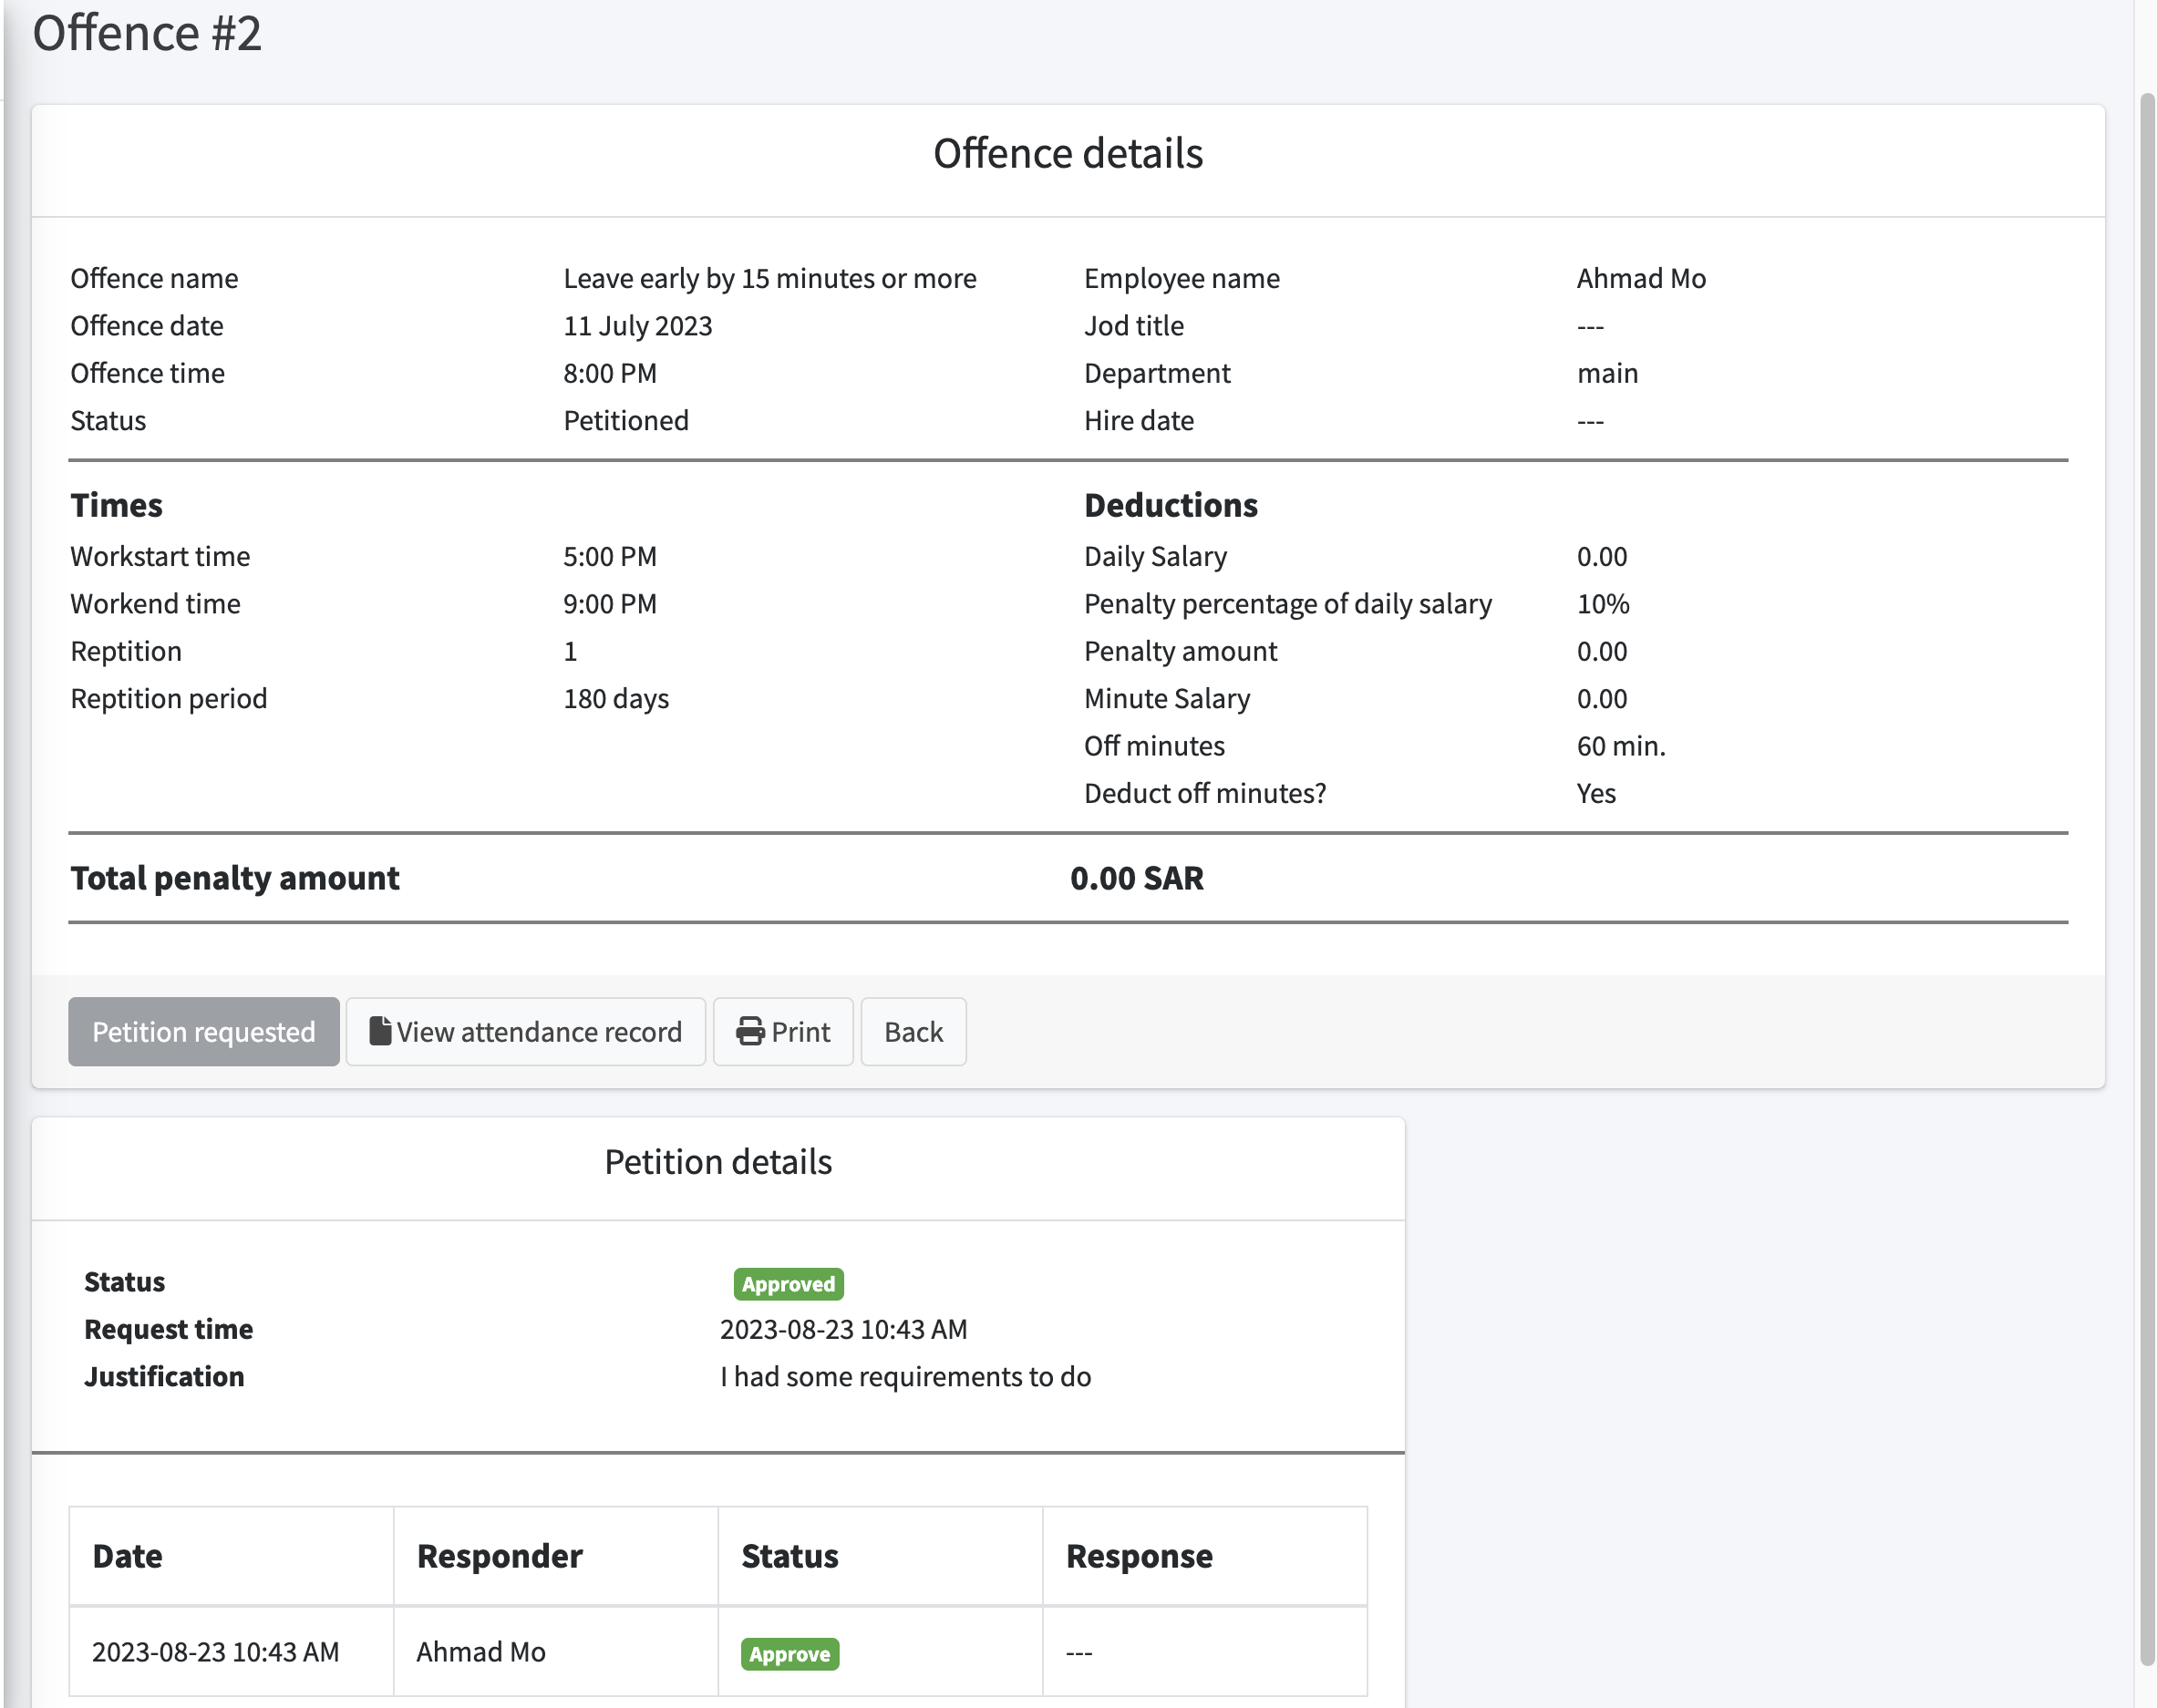 Offence #2
Offence details
Offence name Leave early by 15 minutes or more Employee name Ahmad Mo
Offence date 11 July 2023 Jod title ---
Offence time 8:00 PM Department main
Status Petitioned Hire date ---
Times Deductions
Workstart time 5:00 PM Daily Salary 0.00
Workend time 9:00 PM Penalty percentage of daily salary 10%
Reptition 1 Penalty amount 0.00
Reptition period 180 days Minute Salary 0.00
Off minutes 60 min.
Deduct off minutes? Yes
Total penalty amount 0.00 SAR
Petition requested View attendance record Print Back
Petition details
Status Approved
Request time 2023-08-23 10:43 AM
Justification I had some requirements to do
Date Responder Status Response
2023-08-23 10:43 AM Ahmad Mo Approve ---